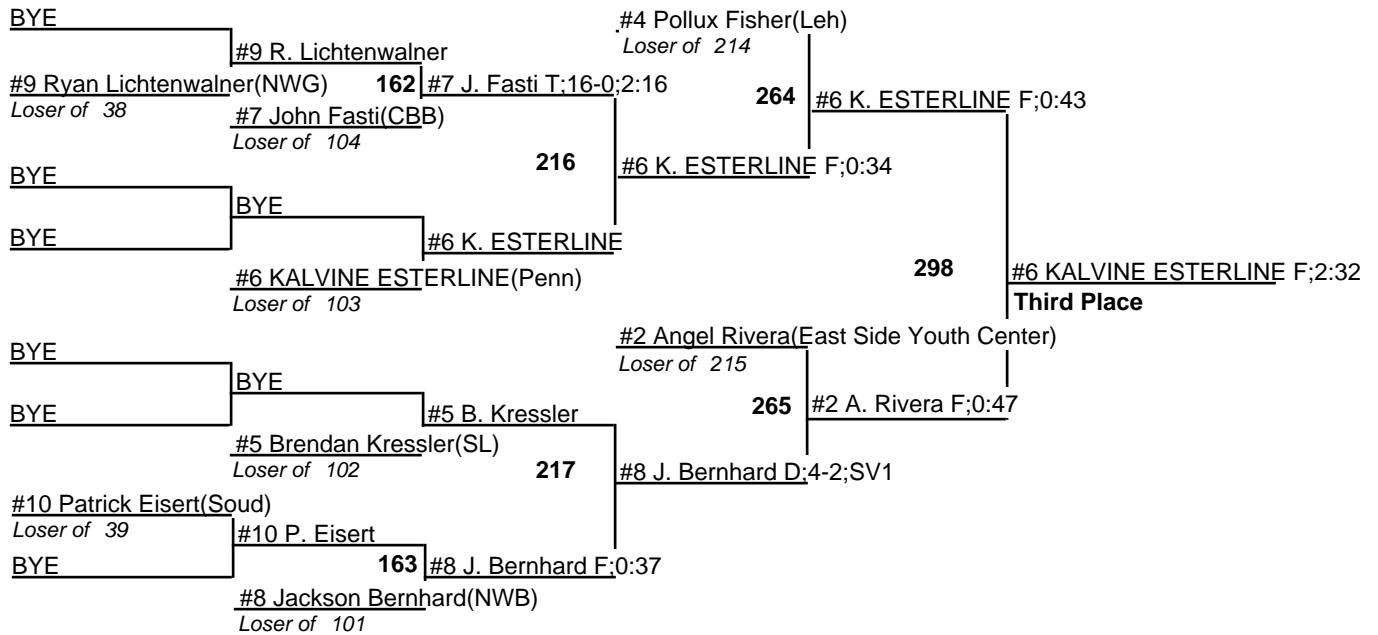 BYE
#4 Pollux Fisher(Leh)
Loser of 214
#9 R. Lichtenwalner
#9 Ryan Lichtenwalner(NWG)
162
#7 J. Fasti T;16-0;2:16
264
#6 K. ESTERLINE F;0:43
Loser of 38
#7 John Fasti(CBB)
Loser of 104
216
#6 K. ESTERLINE F;0:34
BYE
BYE
BYE
#6 K. ESTERLINE
298
#6 KALVINE ESTERLINE F;2:32
#6 KALVINE ESTERLINE(Penn)
Loser of 103
Third Place
#2 Angel Rivera(East Side Youth Center)
BYE
Loser of 215
BYE
BYE
#5 B. Kressler
265
#2 A. Rivera F;0:47
#5 Brendan Kressler(SL)
Loser of 102
217
#8 J. Bernhard D;4-2;SV1
#10 Patrick Eisert(Soud)
Loser of 39
#10 P. Eisert
BYE
163
#8 J. Bernhard F;0:37
#8 Jackson Bernhard(NWB)
Loser of 101